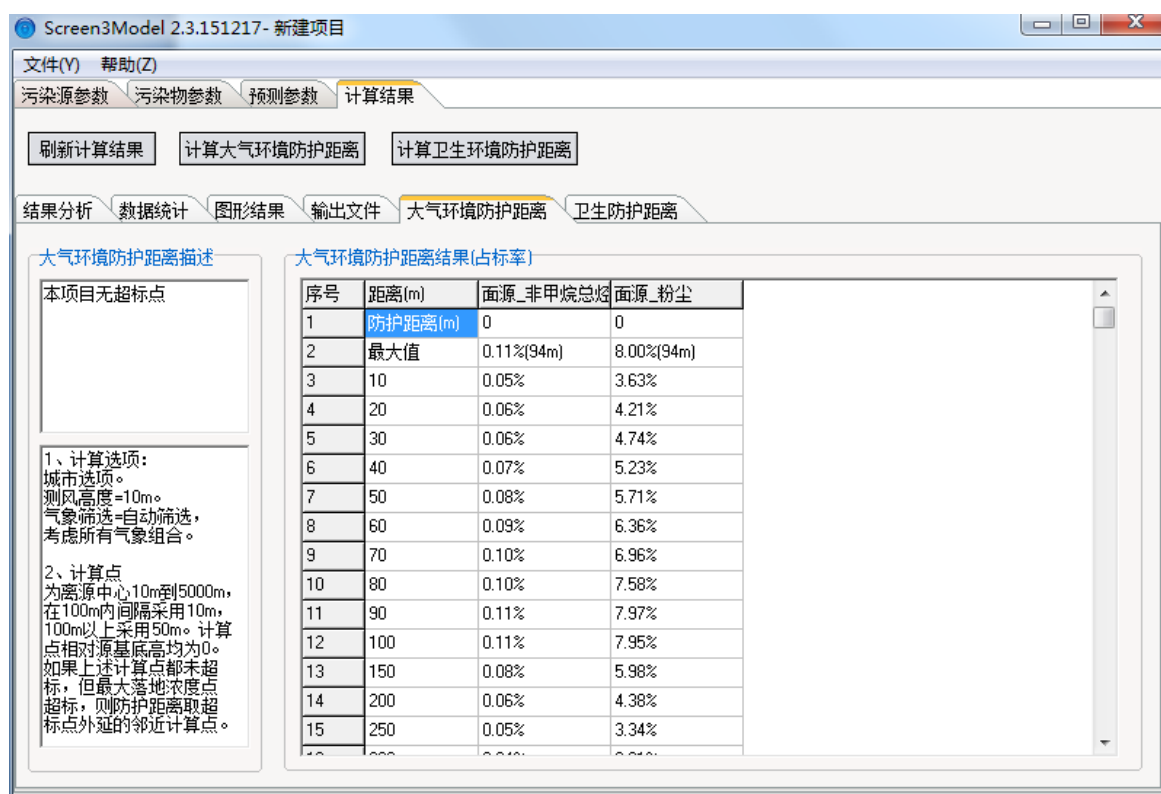 Screen3Model 2.3.151217- 新建项目
文件(Y) 帮助(Z)
污染源参数 污染物参数 预测参数 计算结果
刷新计算结果 计算大气环境防护距离 计算卫生环境防护距离
结果分析 数据统计 图形结果 输出文件 大气环境防护距离 卫生防护距离
大气环境防护距离描述
本项目无超标点
1、计算选项:
城市选项。
测风高度=10m。
气象筛选=自动筛选，
考虑所有气象组合。
2、计算点
为离源中心10m到5000m，
在100m内间隔采用10m，
100m以上采用50m。计算
点相对源基底高均为0。
如果上述计算点都未超
标，但最大落地浓度点
超标，则防护距离取超
标点外延的邻近计算点。
大气环境防护距离结果(占标率)
序号 距离(m) 面源_非甲烷总烃 面源_粉尘
1 防护距离(m) 0 0
2 最大值 0.11%(94m) 8.00%(94m)
3 10 0.05% 3.63%
4 20 0.06% 4.21%
5 30 0.06% 4.74%
6 40 0.07% 5.23%
7 50 0.08% 5.71%
8 60 0.09% 6.36%
9 70 0.10% 6.96%
10 80 0.10% 7.58%
11 90 0.11% 7.97%
12 100 0.11% 7.95%
13 150 0.08% 5.98%
14 200 0.06% 4.38%
15 250 0.05% 3.34%